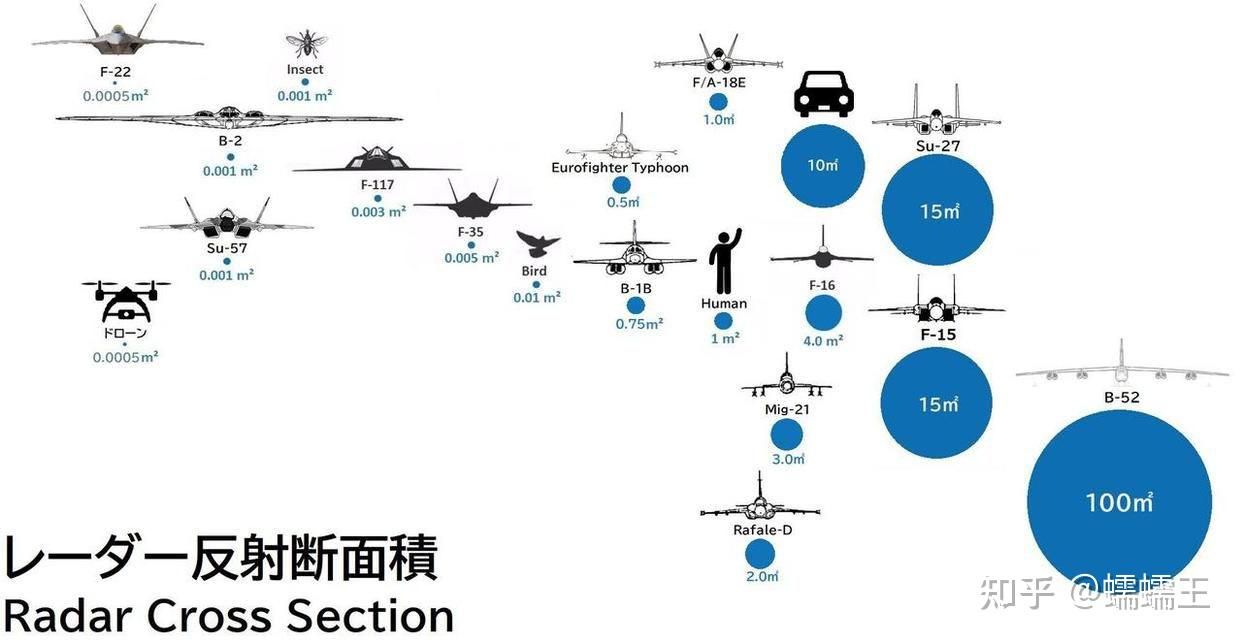 F-22
0.0005m²
Insect
0.001 m²
B-2
0.001 m²
F-117
0.003 m²
Su-57
0.001 m²
F-35
0.005 m²
Bird
0.01 m²
ドローン
0.0005m²
F/A-18E
1.0㎡
10㎡
Su-27
15㎡
Eurofighter Typhoon
0.5㎡
B-1B
0.75m²
Human
1 m²
F-16
4.0 m²
F-15
15㎡
Mig-21
3.0㎡
B-52
100㎡
Rafale-D
2.0㎡
レーダー反射断面積
Radar Cross Section
知乎 @蠕蠕王